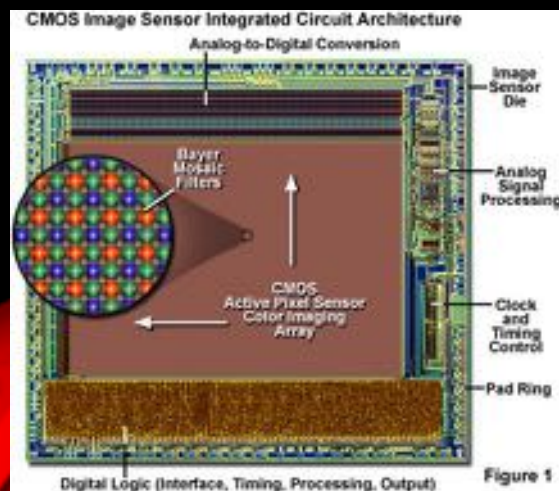 CMOS Image Sensor Integrated Circuit Architecture
Analog-to-Digital Conversion
Image
Sensor
Die
Bayer
Mosaic
Filters
Analog
Signal
Processing
CMOS
Active Pixel Sensor
Color Imaging
Array
Clock
and
Timing
Control
Pad Ring
Digital Logic (Interface, Timing, Processing, Output)
Figure 1